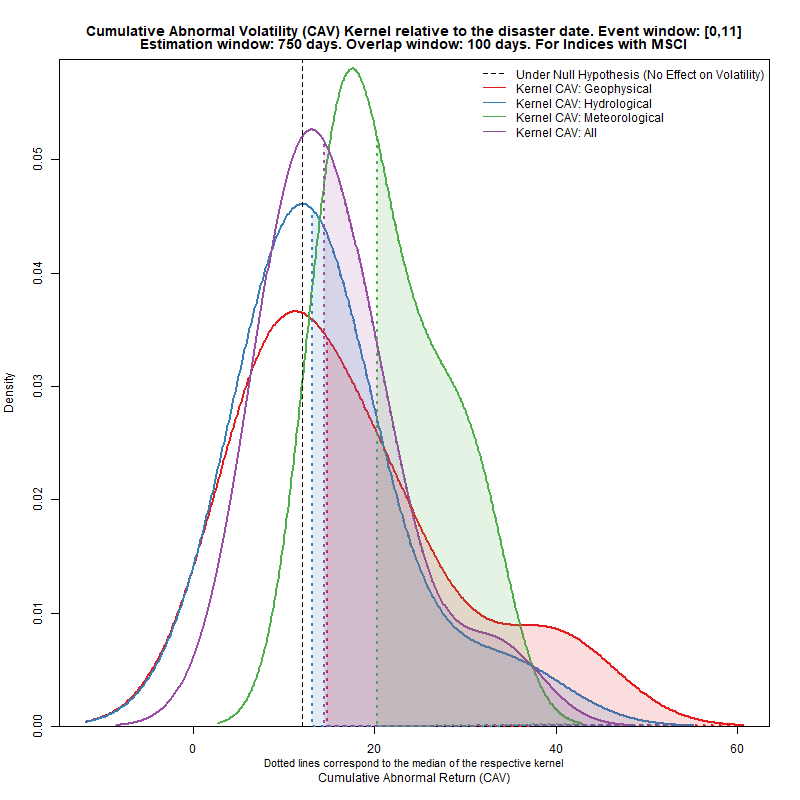 Cumulative Abnormal Volatility (CAV) Kernel relative to the disaster date. Event window: [0,11]
Estimation window: 750 days. Overlap window: 100 days. For Indices with MSCI
Under Null Hypothesis (No Effect on Volatility)
Kernel CAV: Geophysical
Kernel CAV: Hydrological
Kernel CAV: Meteorological
Kernel CAV: All
Density
0.05
0.04
0.03
0.02
0.01
0.00
0 20 40 60
Dotted lines correspond to the median of the respective kernel
Cumulative Abnormal Return (CAV)